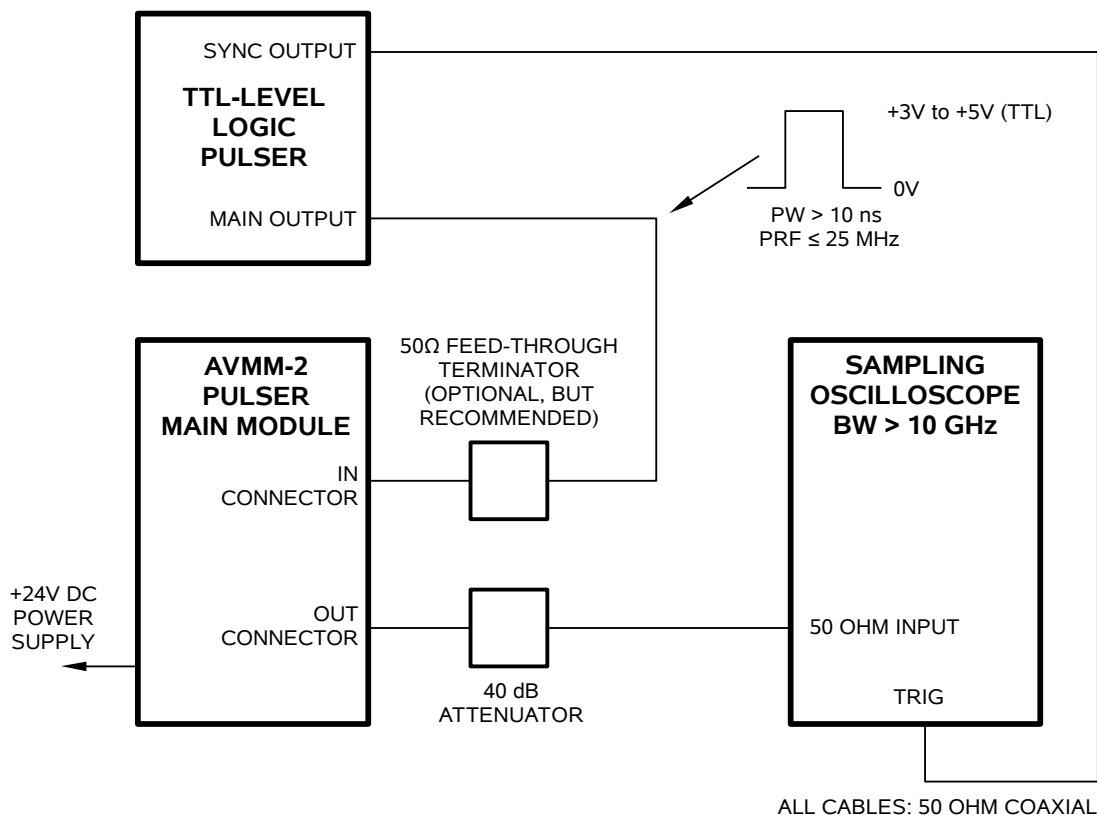 SYNC OUTPUT
TTL-LEVEL
LOGIC
PULSER
MAIN OUTPUT
+3V to +5V (TTL)
0V
PW > 10 ns
PRF ≤ 25 MHz
AVMM-2
PULSER
MAIN MODULE
IN
CONNECTOR
OUT
CONNECTOR
50Ω FEED-THROUGH
TERMINATOR
(OPTIONAL, BUT
RECOMMENDED)
SAMPLING
OSCILLOSCOPE
BW > 10 GHz
50 OHM INPUT
TRIG
+24V DC
POWER
SUPPLY
40 dB
ATTENUATOR
ALL CABLES: 50 OHM COAXIAL